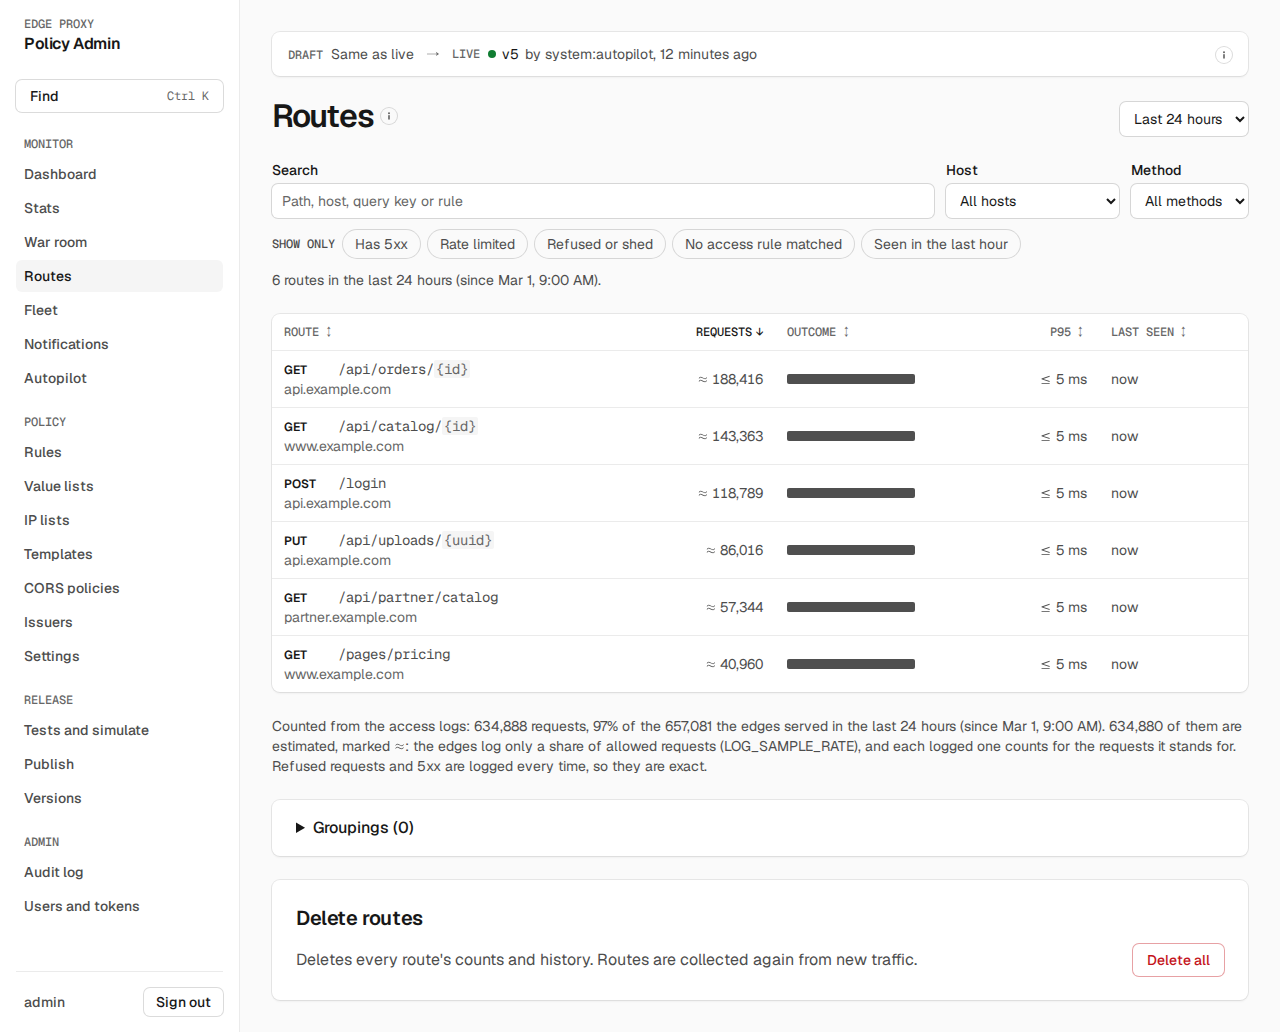 EDGE PROXY
Policy Admin
Find Ctrl K
MONITOR
Dashboard
Stats
War room
Routes
Fleet
Notifications
Autopilot
POLICY
Rules
Value lists
IP lists
Templates
CORS policies
Issuers
Settings
RELEASE
Tests and simulate
Publish
Versions
ADMIN
Audit log
Users and tokens
admin Sign out
DRAFT Same as live → LIVE v5 by system:autopilot, 12 minutes ago i
Routes i
Last 24 hours
Search Host Method
Path, host, query key or rule All hosts All methods
SHOW ONLY Has 5xx Rate limited Refused or shed No access rule matched Seen in the last hour
6 routes in the last 24 hours (since Mar 1, 9:00 AM).
ROUTE ↕ REQUESTS ↓ OUTCOME ↕ P95 ↕ LAST SEEN ↕
GET /api/orders/{id}
api.example.com
≈ 188,416 ≤ 5 ms now
GET /api/catalog/{id}
www.example.com
≈ 143,363 ≤ 5 ms now
POST /login
api.example.com
≈ 118,789 ≤ 5 ms now
PUT /api/uploads/{uuid}
api.example.com
≈ 86,016 ≤ 5 ms now
GET /api/partner/catalog
partner.example.com
≈ 57,344 ≤ 5 ms now
GET /pages/pricing
www.example.com
≈ 40,960 ≤ 5 ms now
Counted from the access logs: 634,888 requests, 97% of the 657,081 the edges served in the last 24 hours (since Mar 1, 9:00 AM). 634,880 of them are
estimated, marked ≈: the edges log only a share of allowed requests (LOG_SAMPLE_RATE), and each logged one counts for the requests it stands for.
Refused requests and 5xx are logged every time, so they are exact.
▶ Groupings (0)
Delete routes
Deletes every route's counts and history. Routes are collected again from new traffic.
Delete all